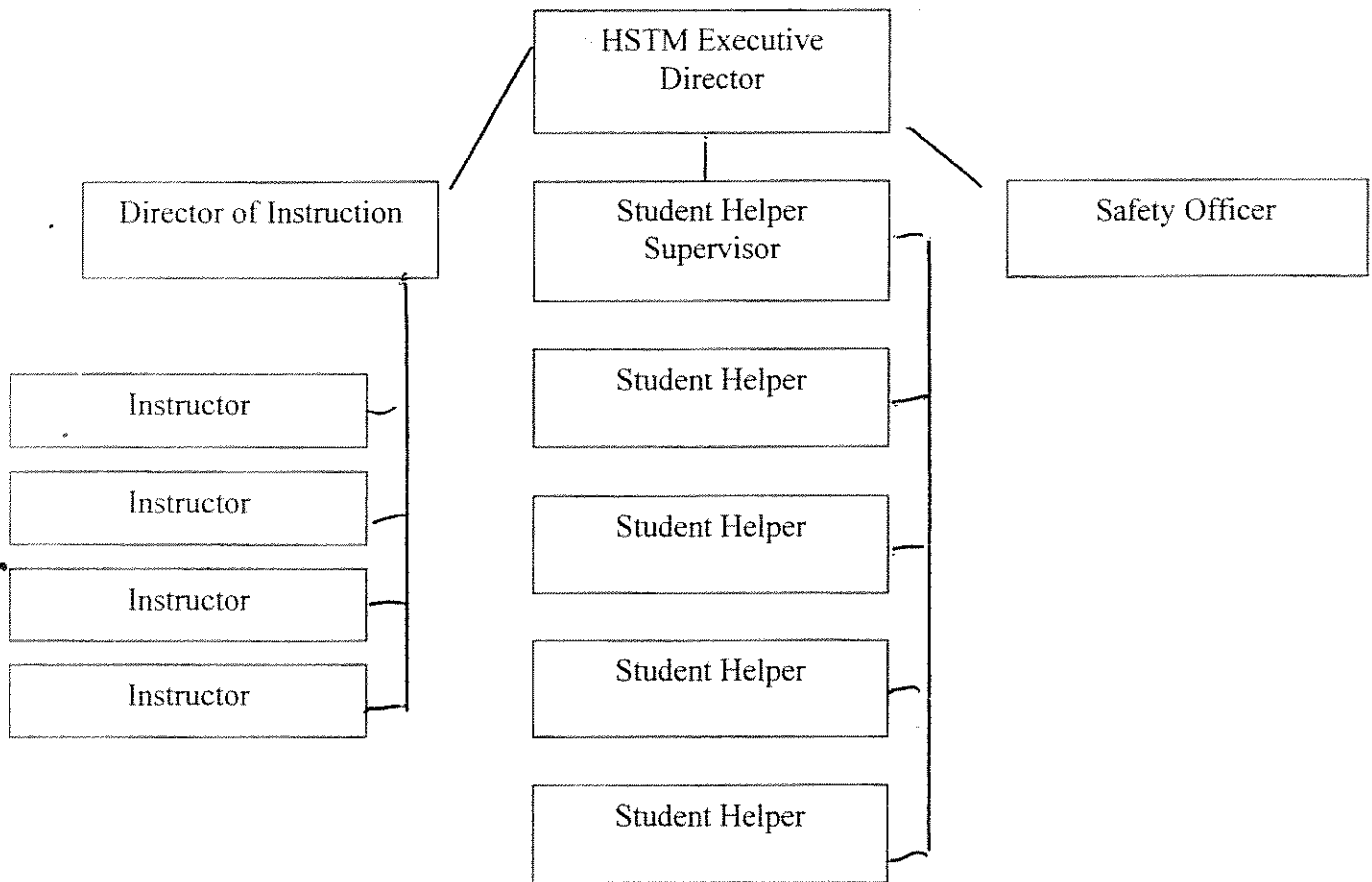 HSTM Executive
Director
Director of Instruction
Student Helper
Supervisor
Safety Officer
Instructor
Instructor
Instructor
Instructor
Student Helper
Student Helper
Student Helper
Student Helper